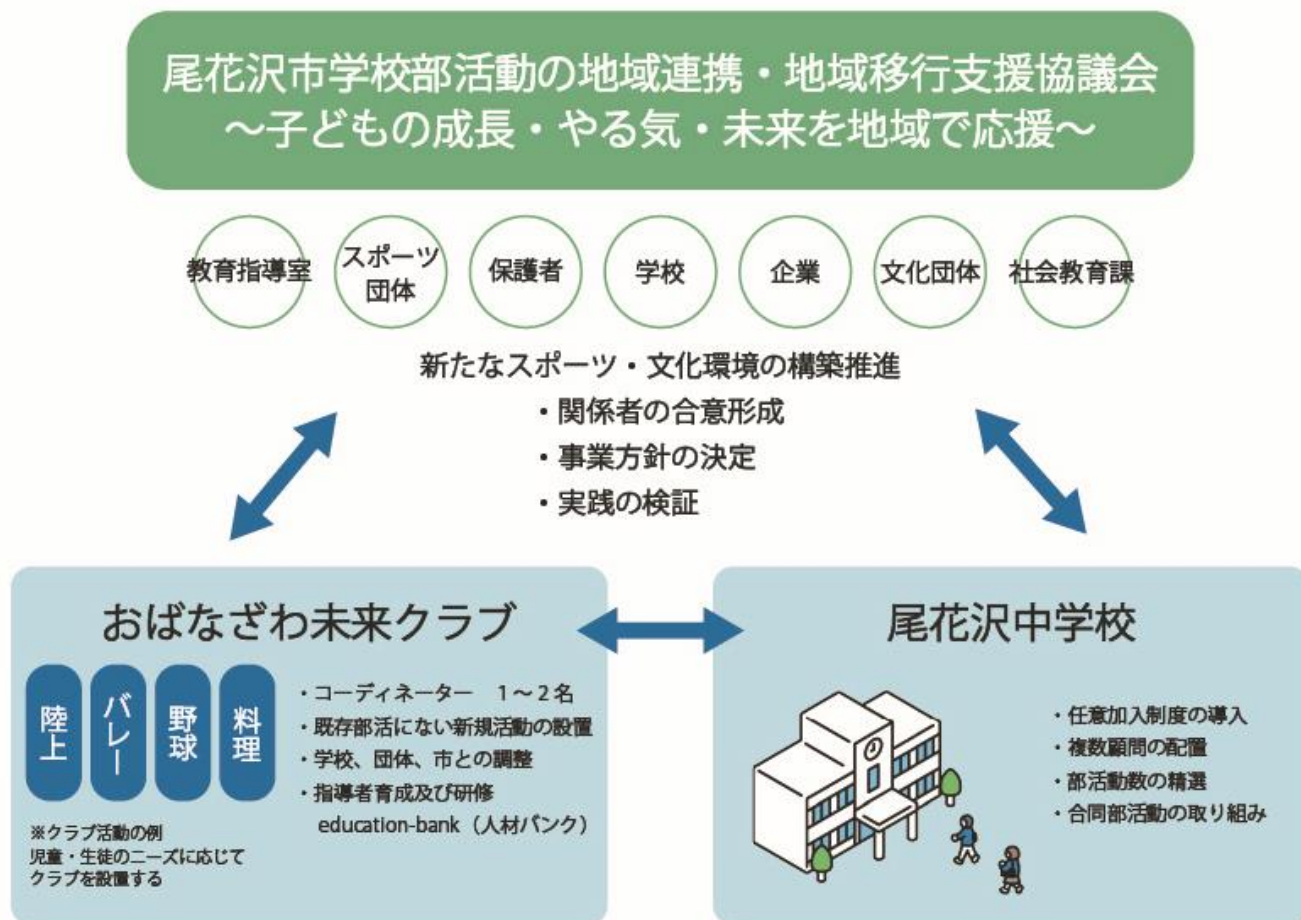 尾花沢市学校部活動の地域連携・地域移行支援協議会
～子どもの成長・やる気・未来を地域で応援～
教育指導室
スポーツ
団体
保護者
学校
企業
文化団体
社会教育課
新たなスポーツ・文化環境の構築推進
・関係者の合意形成
・事業方針の決定
・実践の検証
おばなざわ未来クラブ
陸上
バレー
野球
料理
・コーディネーター　1～2名
・既存部活にない新規活動の設置
・学校、団体、市との調整
・指導者育成及び研修
education-bank（人材バンク）
※クラブ活動の例
児童・生徒のニーズに応じて
クラブを設置する
尾花沢中学校
・任意加入制度の導入
・複数顧問の配置
・部活動数の精選
・合同部活動の取り組み